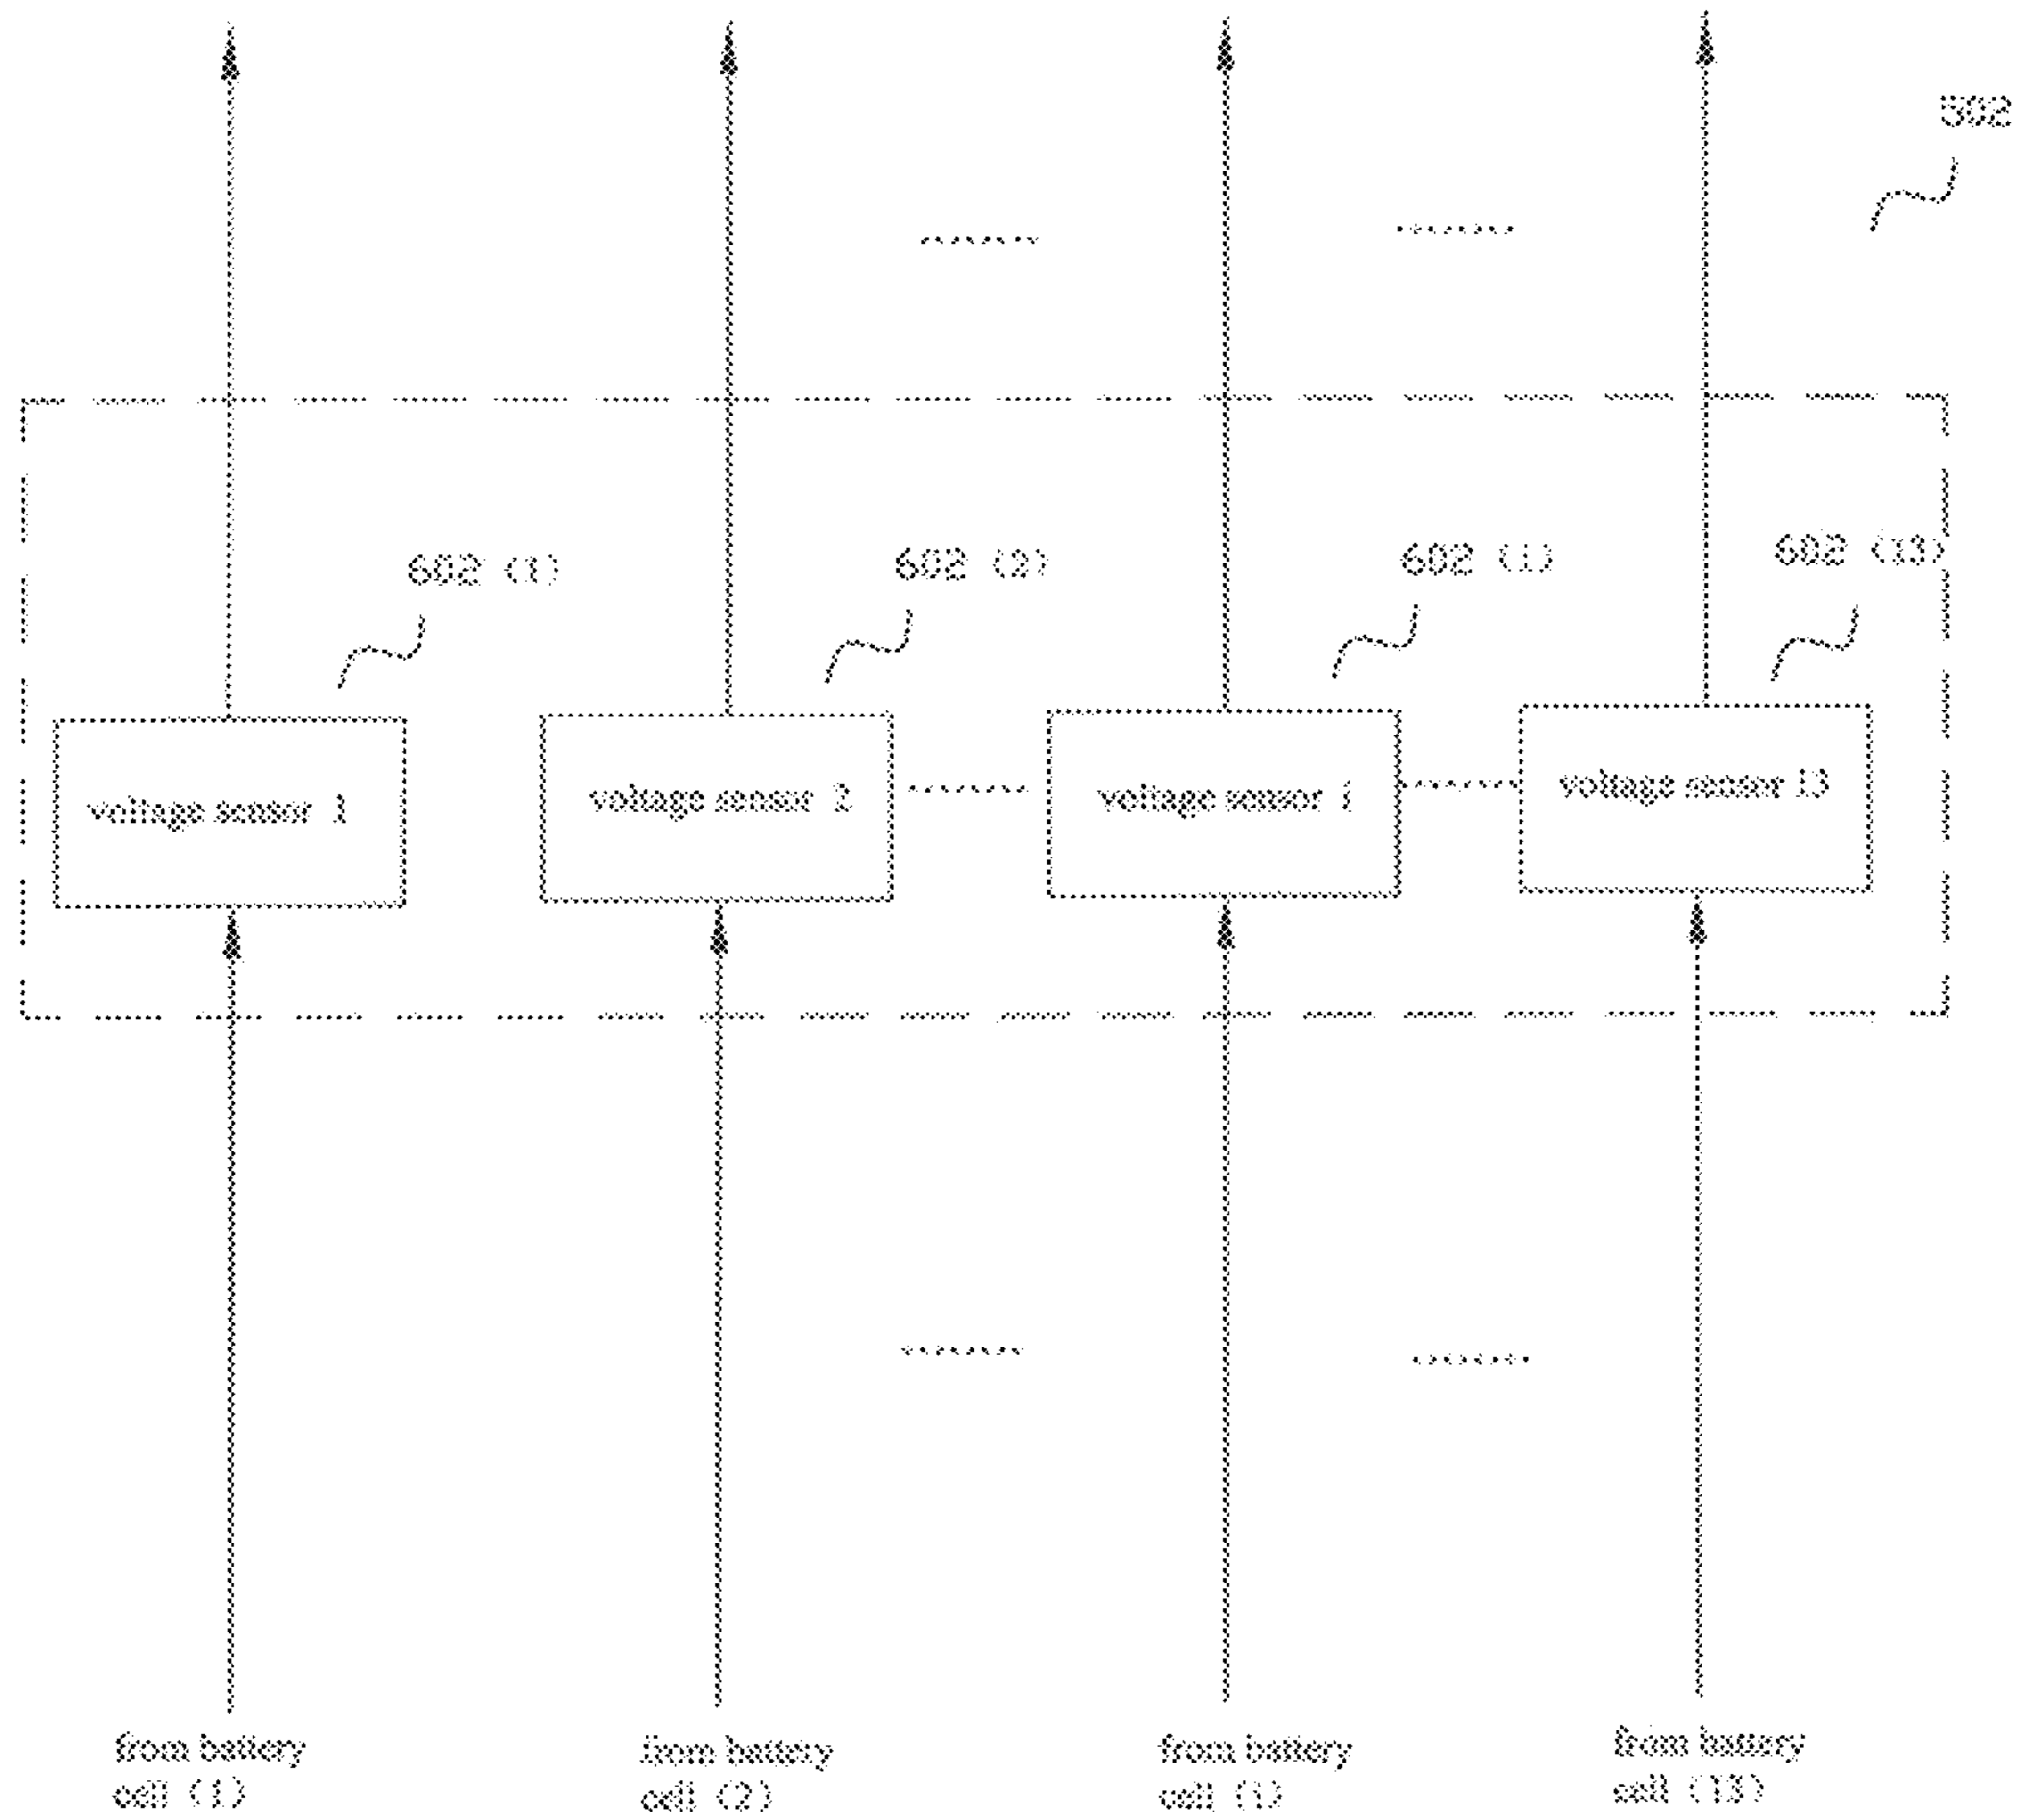 502
602 (1)
602 (2)
602 (i)
602 (13)
voltage sensor 1
voltage sensor 2
voltage sensor i
voltage sensor 13
from battery
cell (1)
from battery
cell (2)
from battery
cell (i)
from battery
cell (13)